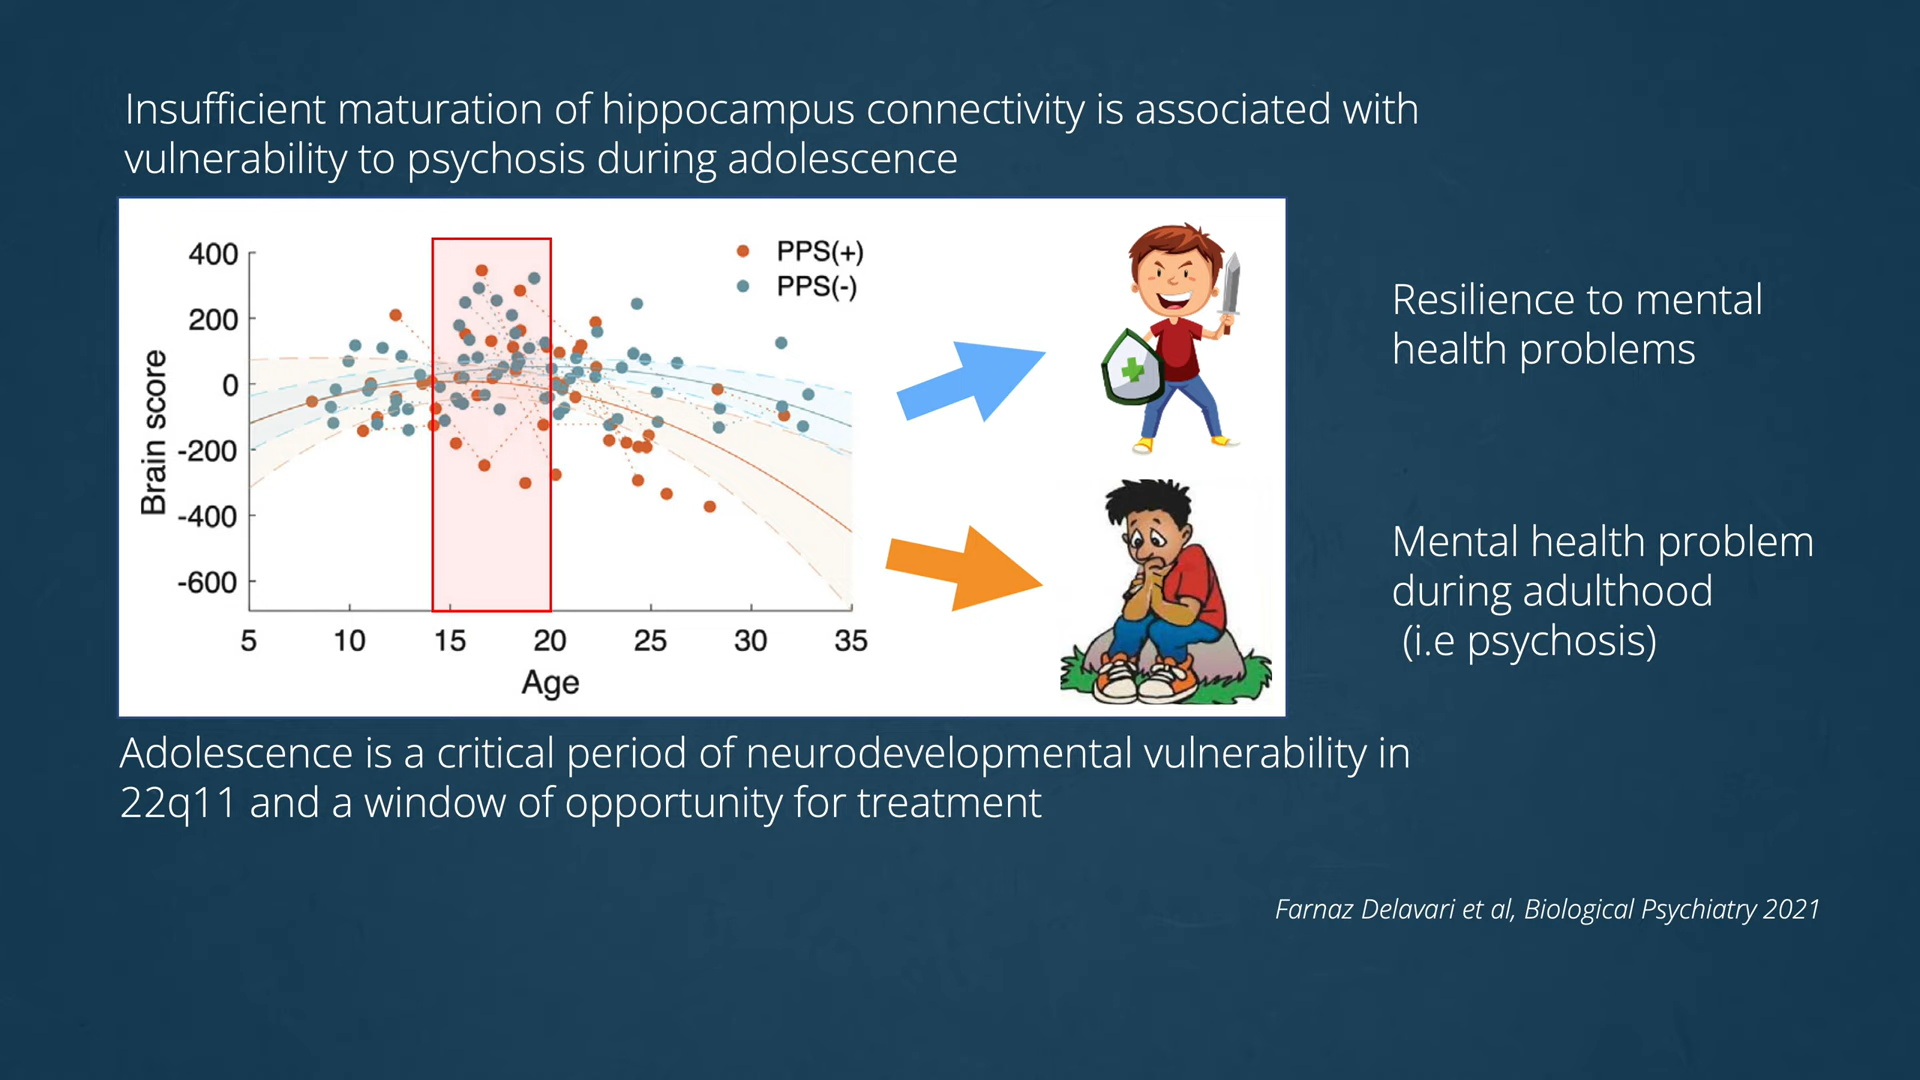 Insufficient maturation of hippocampus connectivity is associated with
vulnerability to psychosis during adolescence
400
200
0
-200
-400
-600
Brain score
5 10 15 20 25 30 35
Age
PPS(+)
PPS(-)
Resilience to mental
health problems
Mental health problem
during adulthood
(i.e psychosis)
Adolescence is a critical period of neurodevelopmental vulnerability in
22q11 and a window of opportunity for treatment
Farnaz Delavari et al, Biological Psychiatry 2021